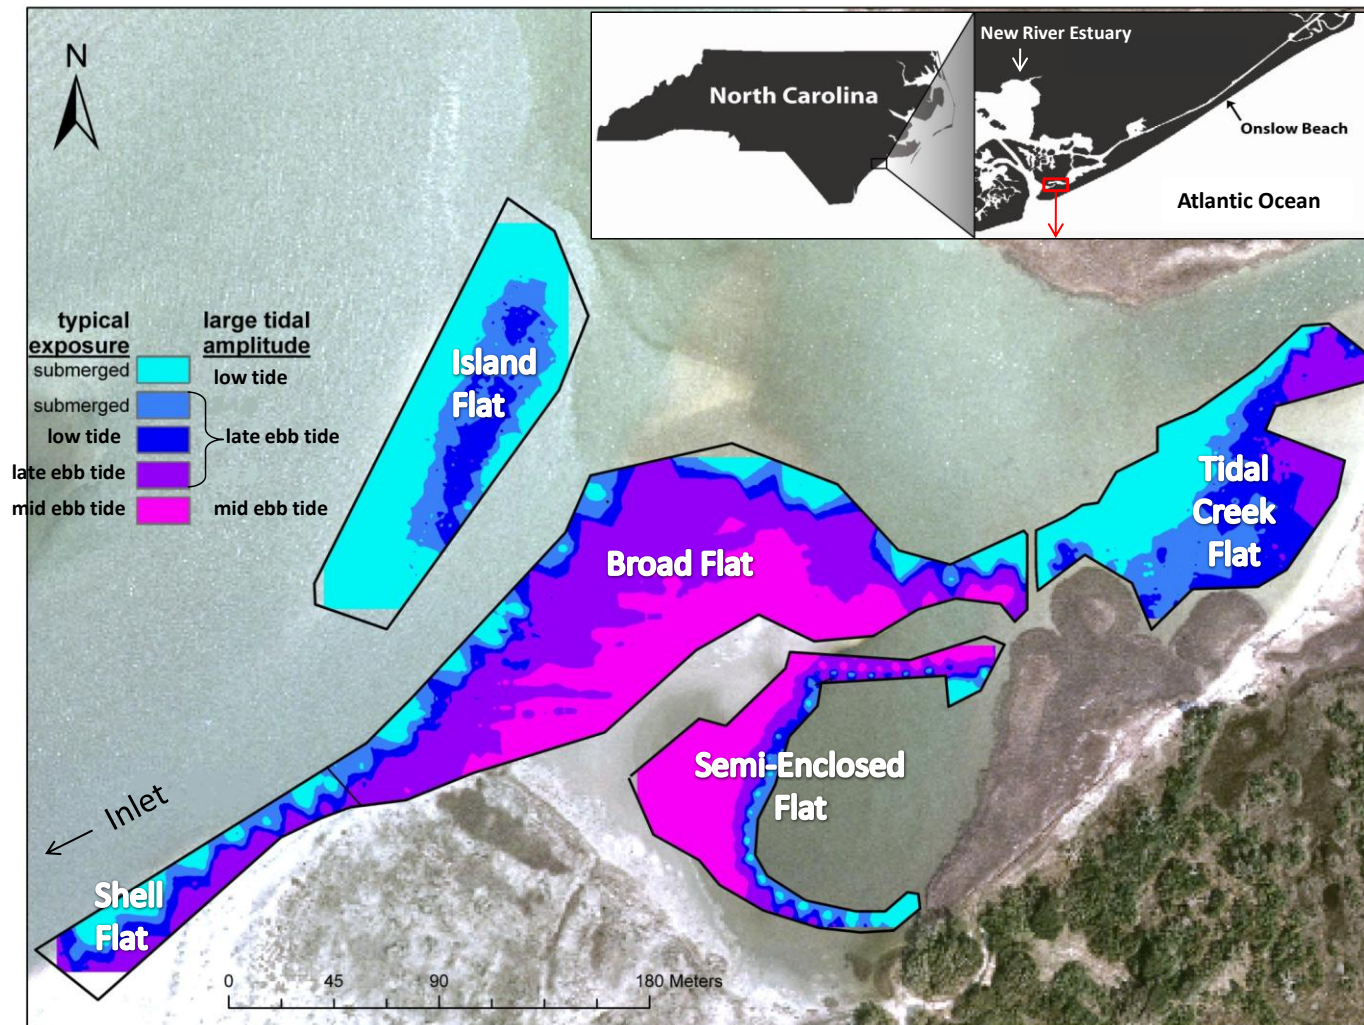 N
North Carolina
New River Estuary
Onslow Beach
Atlantic Ocean
typical
exposure
large tidal
amplitude
submerged
low tide
submerged
low tide
late ebb tide
late ebb tide
mid ebb tide
mid ebb tide
Island
Flat
Broad Flat
Tidal
Creek
Flat
Semi-Enclosed
Flat
Inlet
Shell
Flat
0
45
90
180 Meters